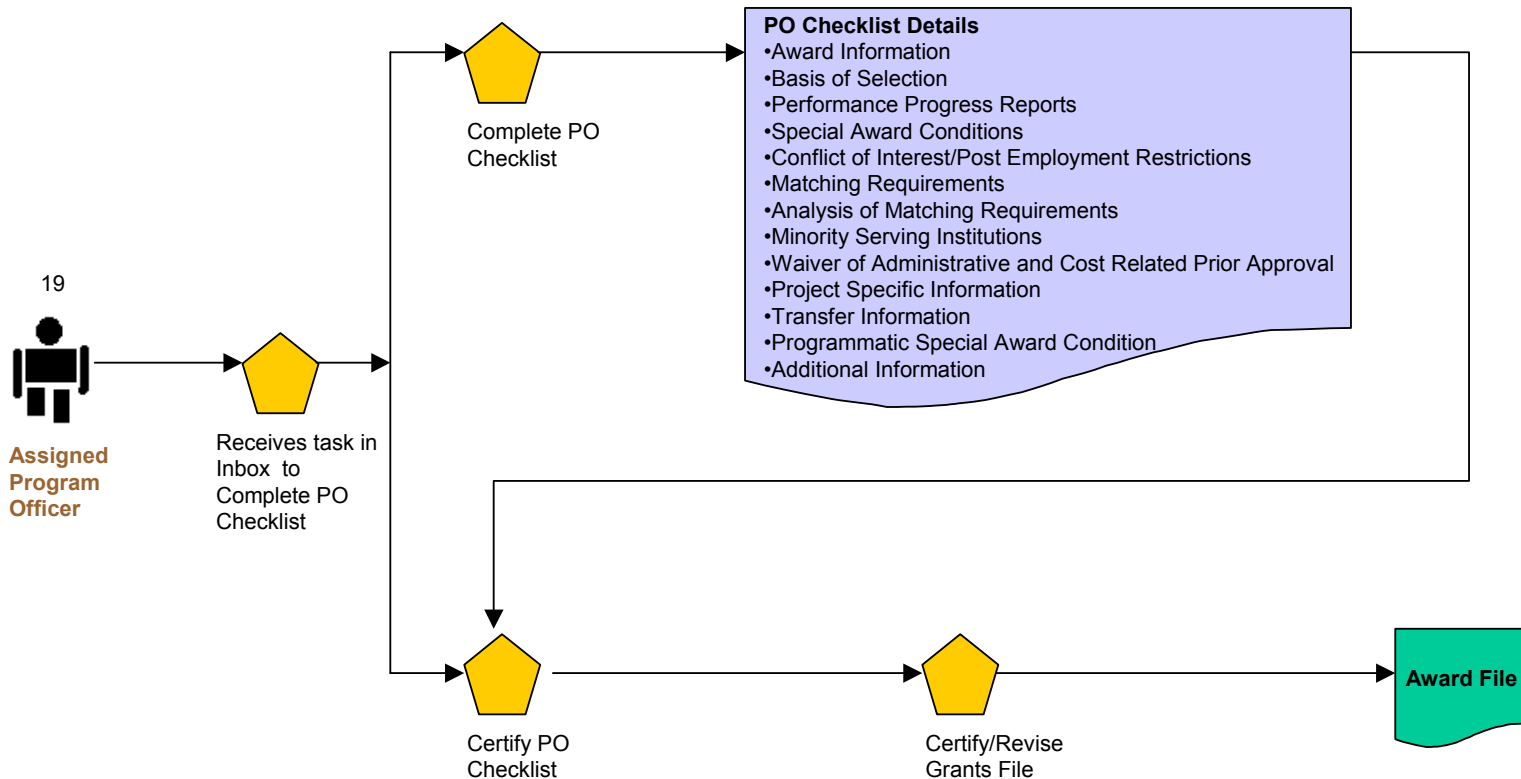 PO Checklist Details
•Award Information
•Basis of Selection
•Performance Progress Reports
•Special Award Conditions
•Conflict of Interest/Post Employment Restrictions
•Matching Requirements
•Analysis of Matching Requirements
•Minority Serving Institutions
•Waiver of Administrative and Cost Related Prior Approval
•Project Specific Information
•Transfer Information
•Programmatic Special Award Condition
•Additional Information
Complete PO
Checklist
19
Assigned
Program
Officer
Receives task in
Inbox to
Complete PO
Checklist
Certify PO
Checklist
Certify/Revise
Grants File
Award File